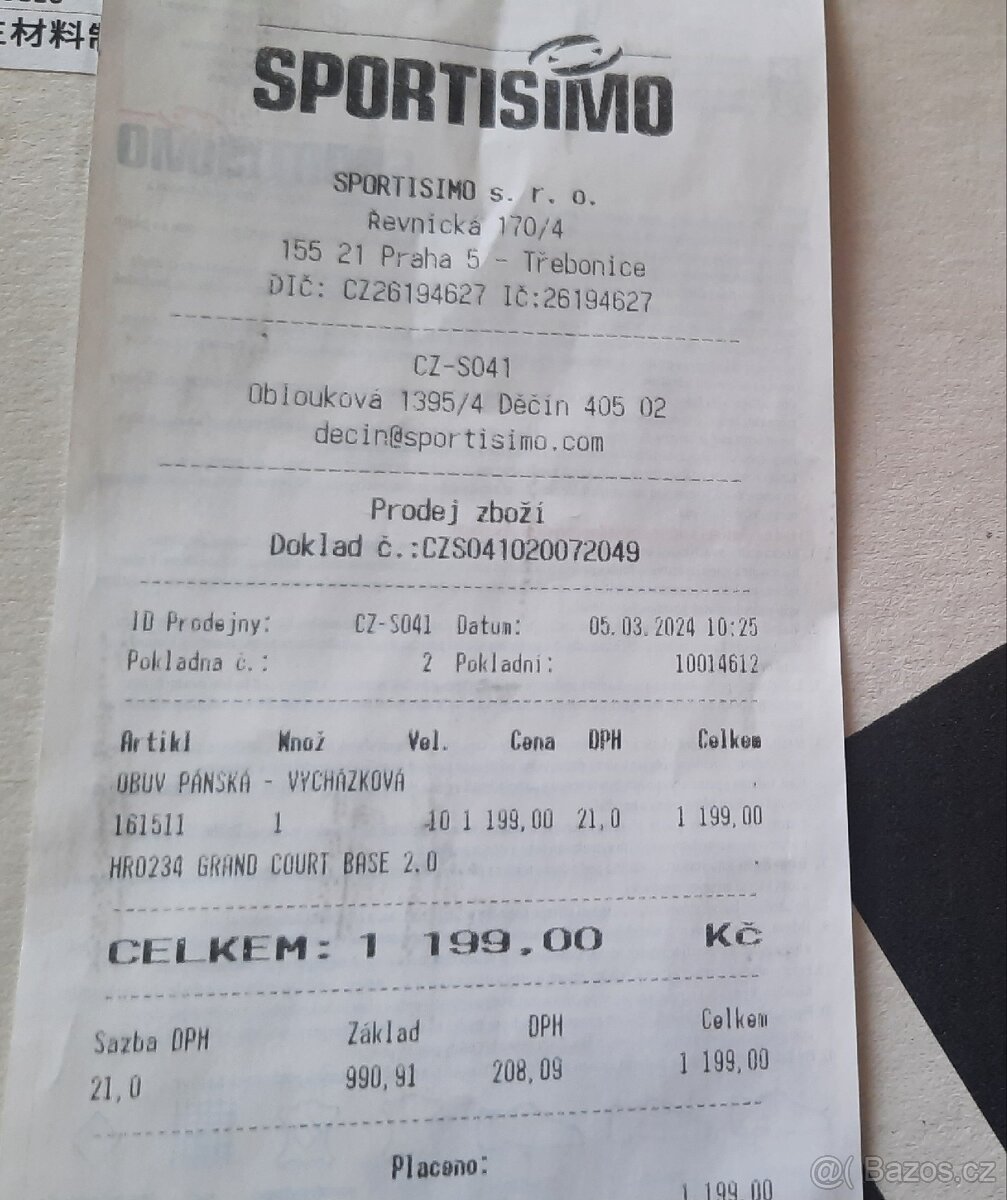 生材料制
SPORTISIMO
SPORTISIMO s. r. o.
Řevnická 170/4
155 21 Praha 5 - Třebonice
DIČ: CZ26194627 IČ:26194627
CZ-S041
Oblouková 1395/4 Děčín 405 02
decin@sportisimo.com
Prodej zboží
Doklad č.:CZS041020072049
ID Prodejny: CZ-S041 Datum: 05.03.2024 10:25
Pokladna č.: 2 Pokladní: 10014612
Artikl Množ Vel. Cena DPH Celkem
OBUV PÁNSKÁ - VYCHÁZKOVÁ
161511 1 -10 1 199,00 21,0 1 199,00
HR0234 GRAND COURT BASE 2.0
CELKEM: 1 199,00 Kč
Sazba DPH Základ DPH Celkem
21,0 990,91 208,09 1 199,00
Placeno:
1 199,00
@( Bazos.cz